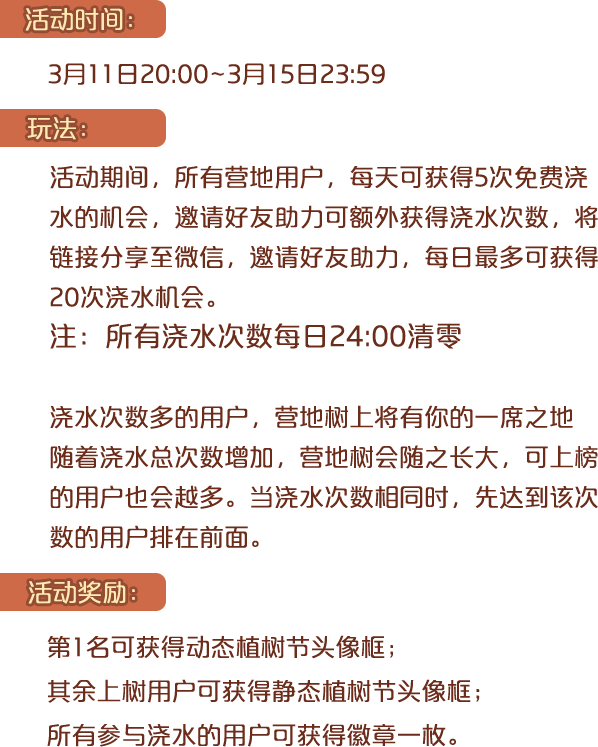 活动时间：
3月11日20:00~3月15日23:59
玩法：
活动期间，所有营地用户，每天可获得5次免费浇
水的机会，邀请好友助力可额外获得浇水次数，将
链接分享至微信，邀请好友助力，每日最多可获得
20次浇水机会。
注：所有浇水次数每日24:00清零
浇水次数多的用户，营地树上将有你的一席之地
随着浇水总次数增加，营地树会随之长大，可上榜
的用户也会越多。当浇水次数相同时，先达到该次
数的用户排在前面。
活动奖励：
第1名可获得动态植树节头像框；
其余上树用户可获得静态植树节头像框；
所有参与浇水的用户可获得徽章一枚。